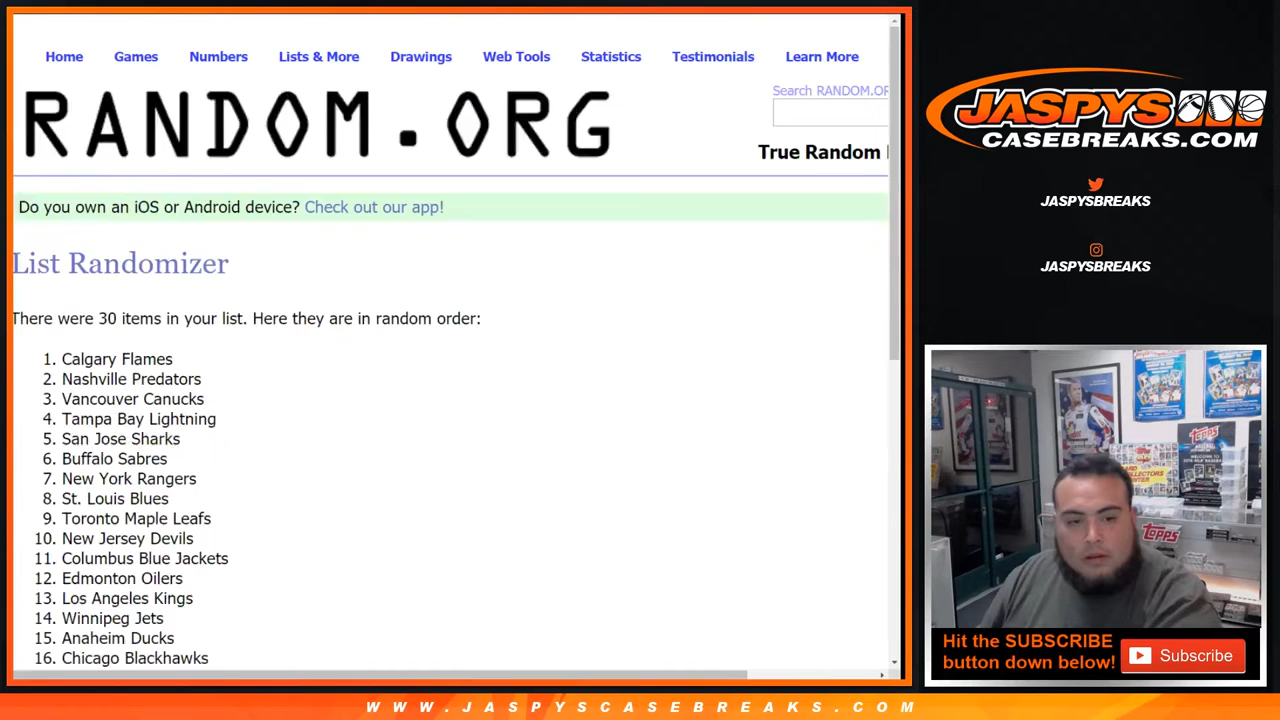 Home Games Numbers Lists & More Drawings Web Tools Statistics Testimonials Learn More
RANDOM.ORG
Search RANDOM.OR
True Random
Do you own an iOS or Android device? Check out our app!
List Randomizer
There were 30 items in your list. Here they are in random order:
1. Calgary Flames
2. Nashville Predators
3. Vancouver Canucks
4. Tampa Bay Lightning
5. San Jose Sharks
6. Buffalo Sabres
7. New York Rangers
8. St. Louis Blues
9. Toronto Maple Leafs
10. New Jersey Devils
11. Columbus Blue Jackets
12. Edmonton Oilers
13. Los Angeles Kings
14. Winnipeg Jets
15. Anaheim Ducks
16. Chicago Blackhawks
JASPYS
CASEBREAKS.COM
JASPYSBREAKS
JASPYSBREAKS
Topps
Topps
Hit the SUBSCRIBE
button down below!
Subscribe
WWW.JASPYSCASEBREAKS.COM